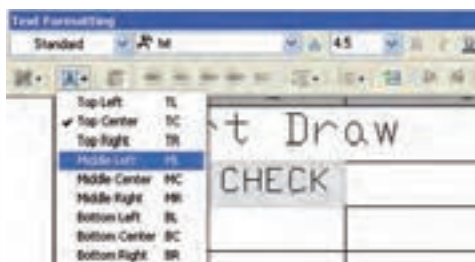 Text Formatting
Standard txt 4.5
Top Left TL
Top Center TC
Top Right TR
Middle Left ML
Middle Center MC
Middle Right MR
Bottom Left BL
Bottom Center BC
Bottom Right BR
t Draw
CHECK